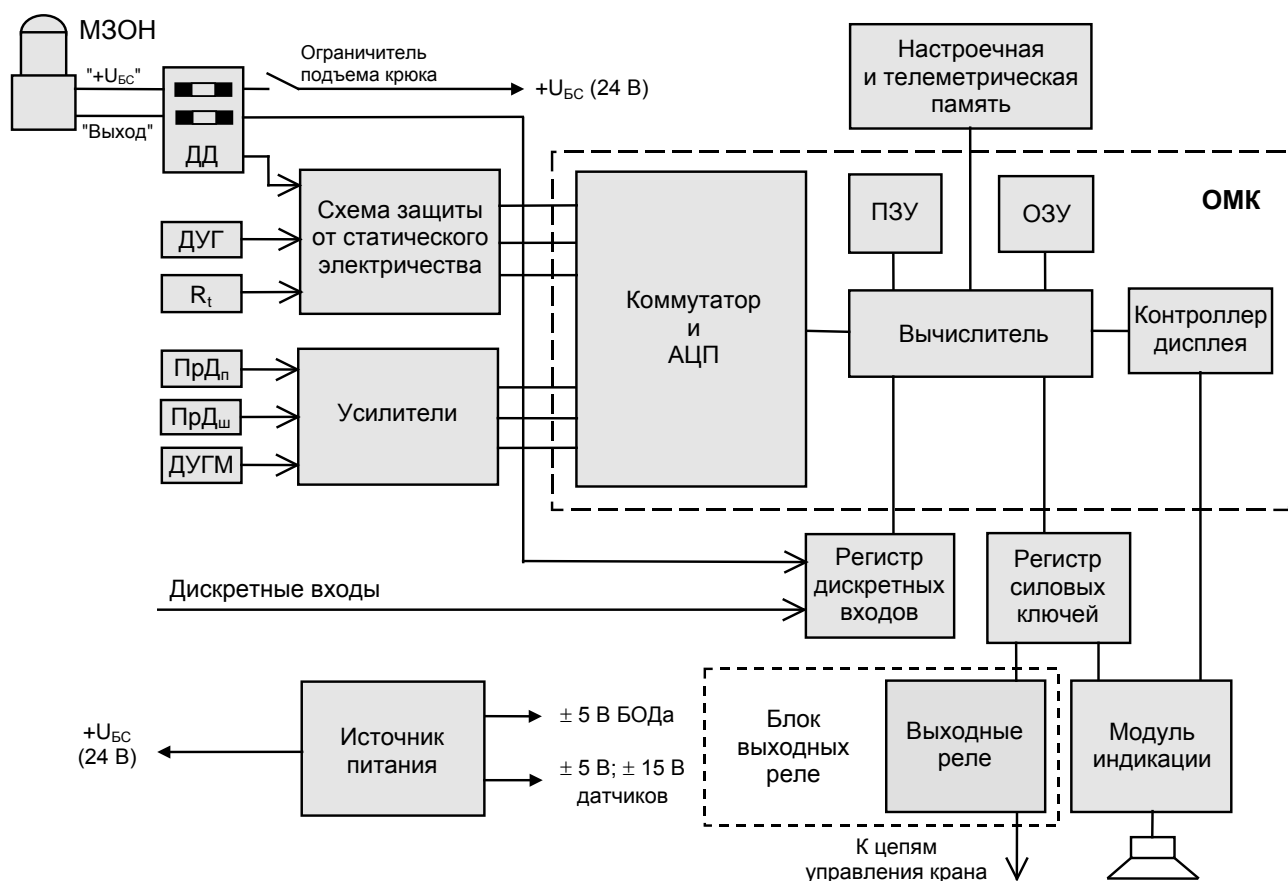 МЗОН
"+UБС"
"Выход"
ДД
Ограничитель
подъема крюка
+UБС (24 В)
Настроечная
и телеметрическая
память
ОМК
ДУГ
Rt
Схема защиты
от статического
электричества
ПрДп
ПрДш
ДУГМ
Усилители
Коммутатор
и
АЦП
ПЗУ
ОЗУ
Вычислитель
Контроллер
дисплея
Дискретные входы
Регистр
дискретных
входов
Регистр
силовых
ключей
+UБС
(24 В)
Источник
питания
± 5 В БОДа
± 5 В; ± 15 В
датчиков
Блок
выходных
реле
Выходные
реле
Модуль
индикации
К цепям
управления крана